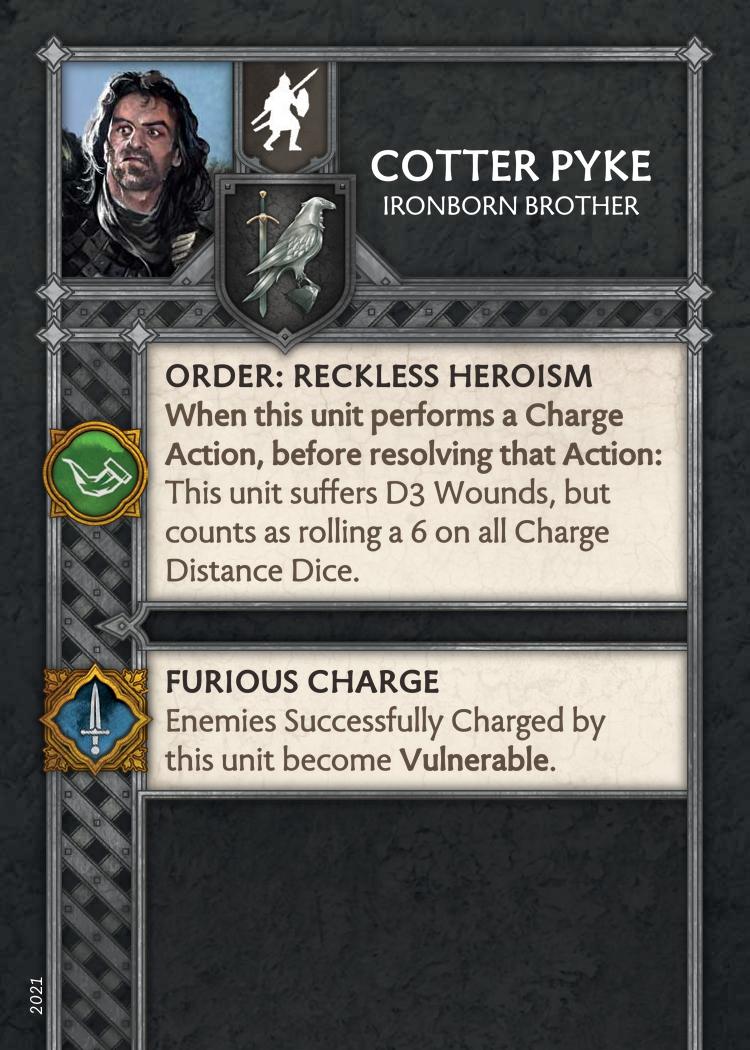 COTTER PYKE
IRONBORN BROTHER
ORDER: RECKLESS HEROISM
When this unit performs a Charge
Action, before resolving that Action:
This unit suffers D3 Wounds, but
counts as rolling a 6 on all Charge
Distance Dice.
FURIOUS CHARGE
Enemies Successfully Charged by
this unit become Vulnerable.
2021